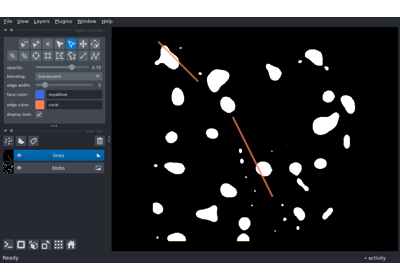 File View Layers Plugins Window Help
opacity: 0.70
blending: translucent
edge width: 5
face color: royalblue
edge color: coral
display text: ✓
lines
blobs
Ready activity